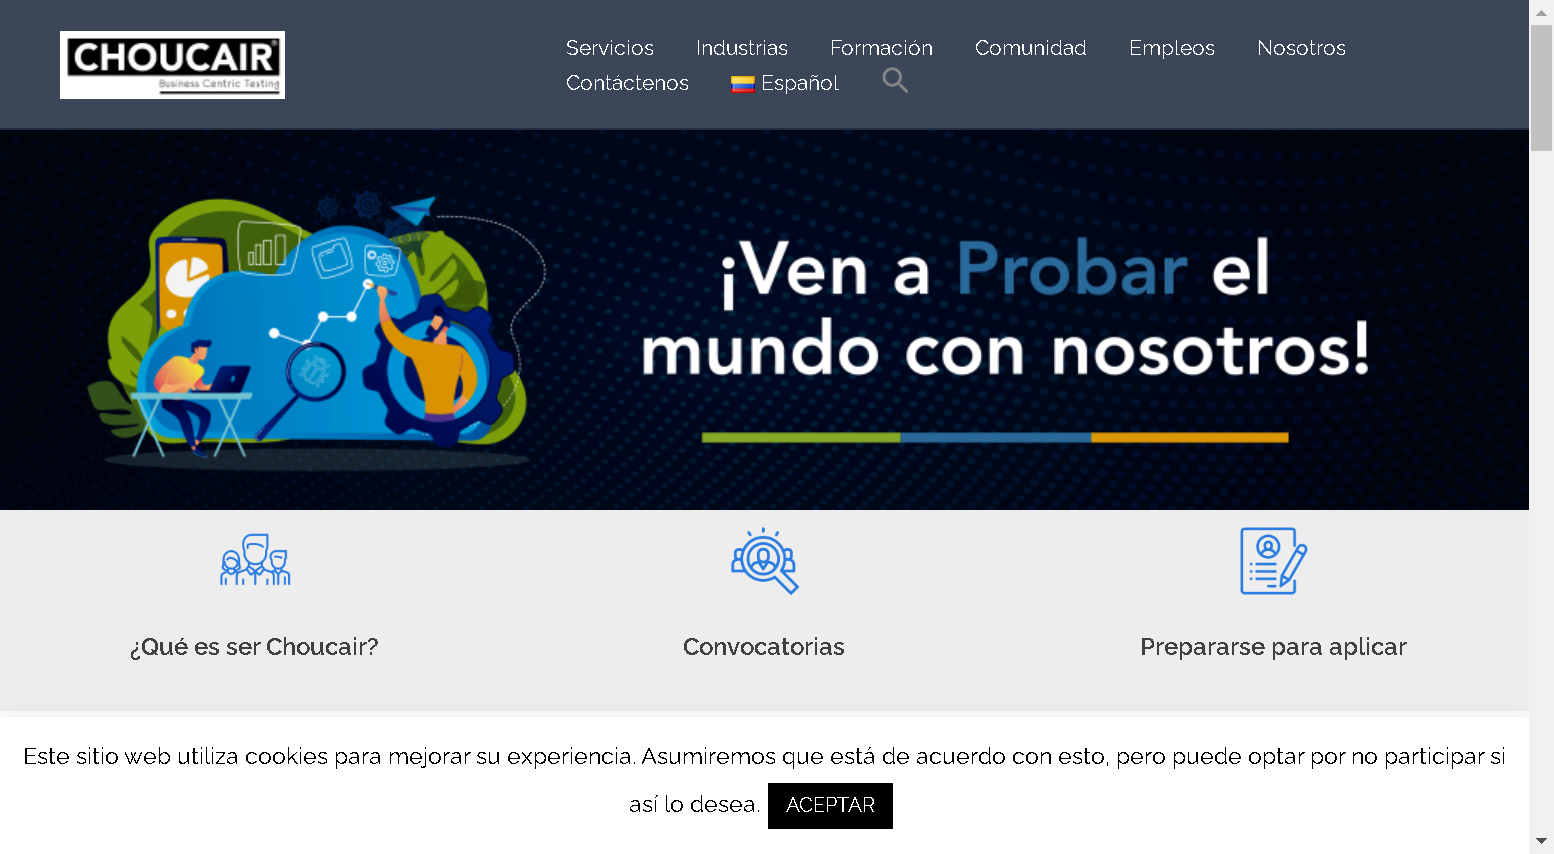 CHOUCAIR
Business Centric Testing
Servicios Industrias Formación Comunidad Empleos Nosotros
Contáctenos Español
¡Ven a Probar el
mundo con nosotros!
¿Qué es ser Choucair?
Convocatorias
Prepararse para aplicar
Este sitio web utiliza cookies para mejorar su experiencia. Asumiremos que está de acuerdo con esto, pero puede optar por no participar si
así lo desea. ACEPTAR